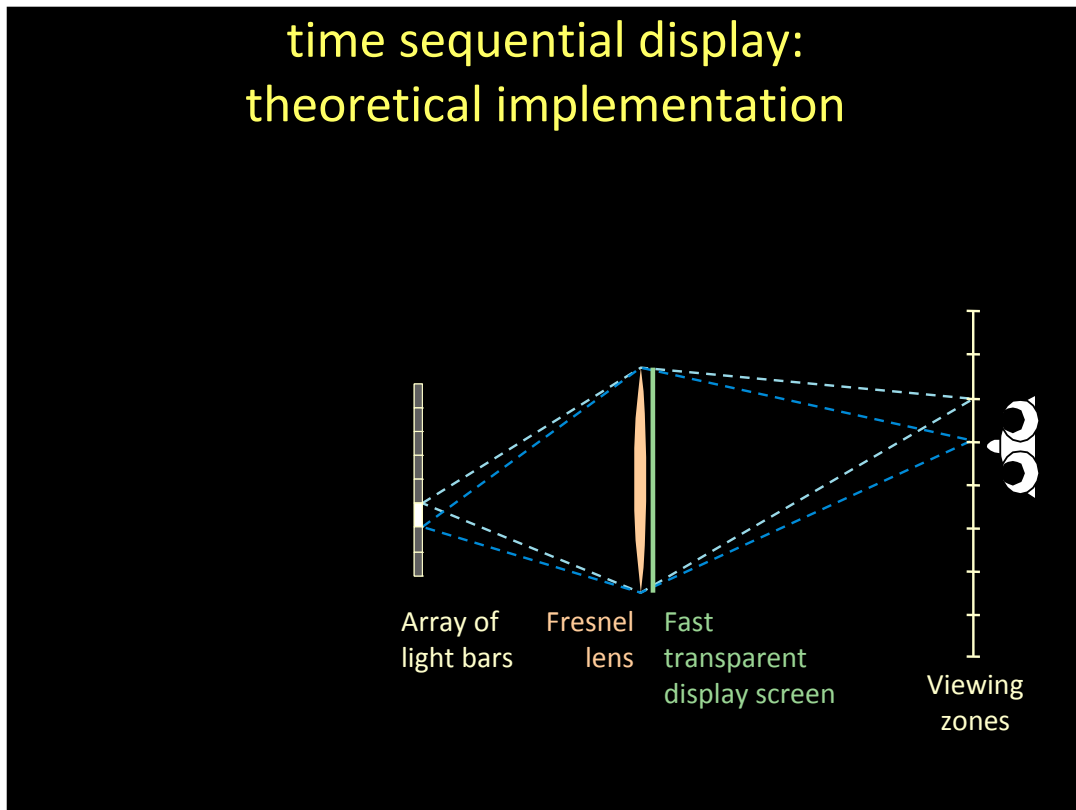 time sequential display:
theoretical implementation
Array of
light bars
Fresnel
lens
Fast
transparent
display screen
Viewing
zones